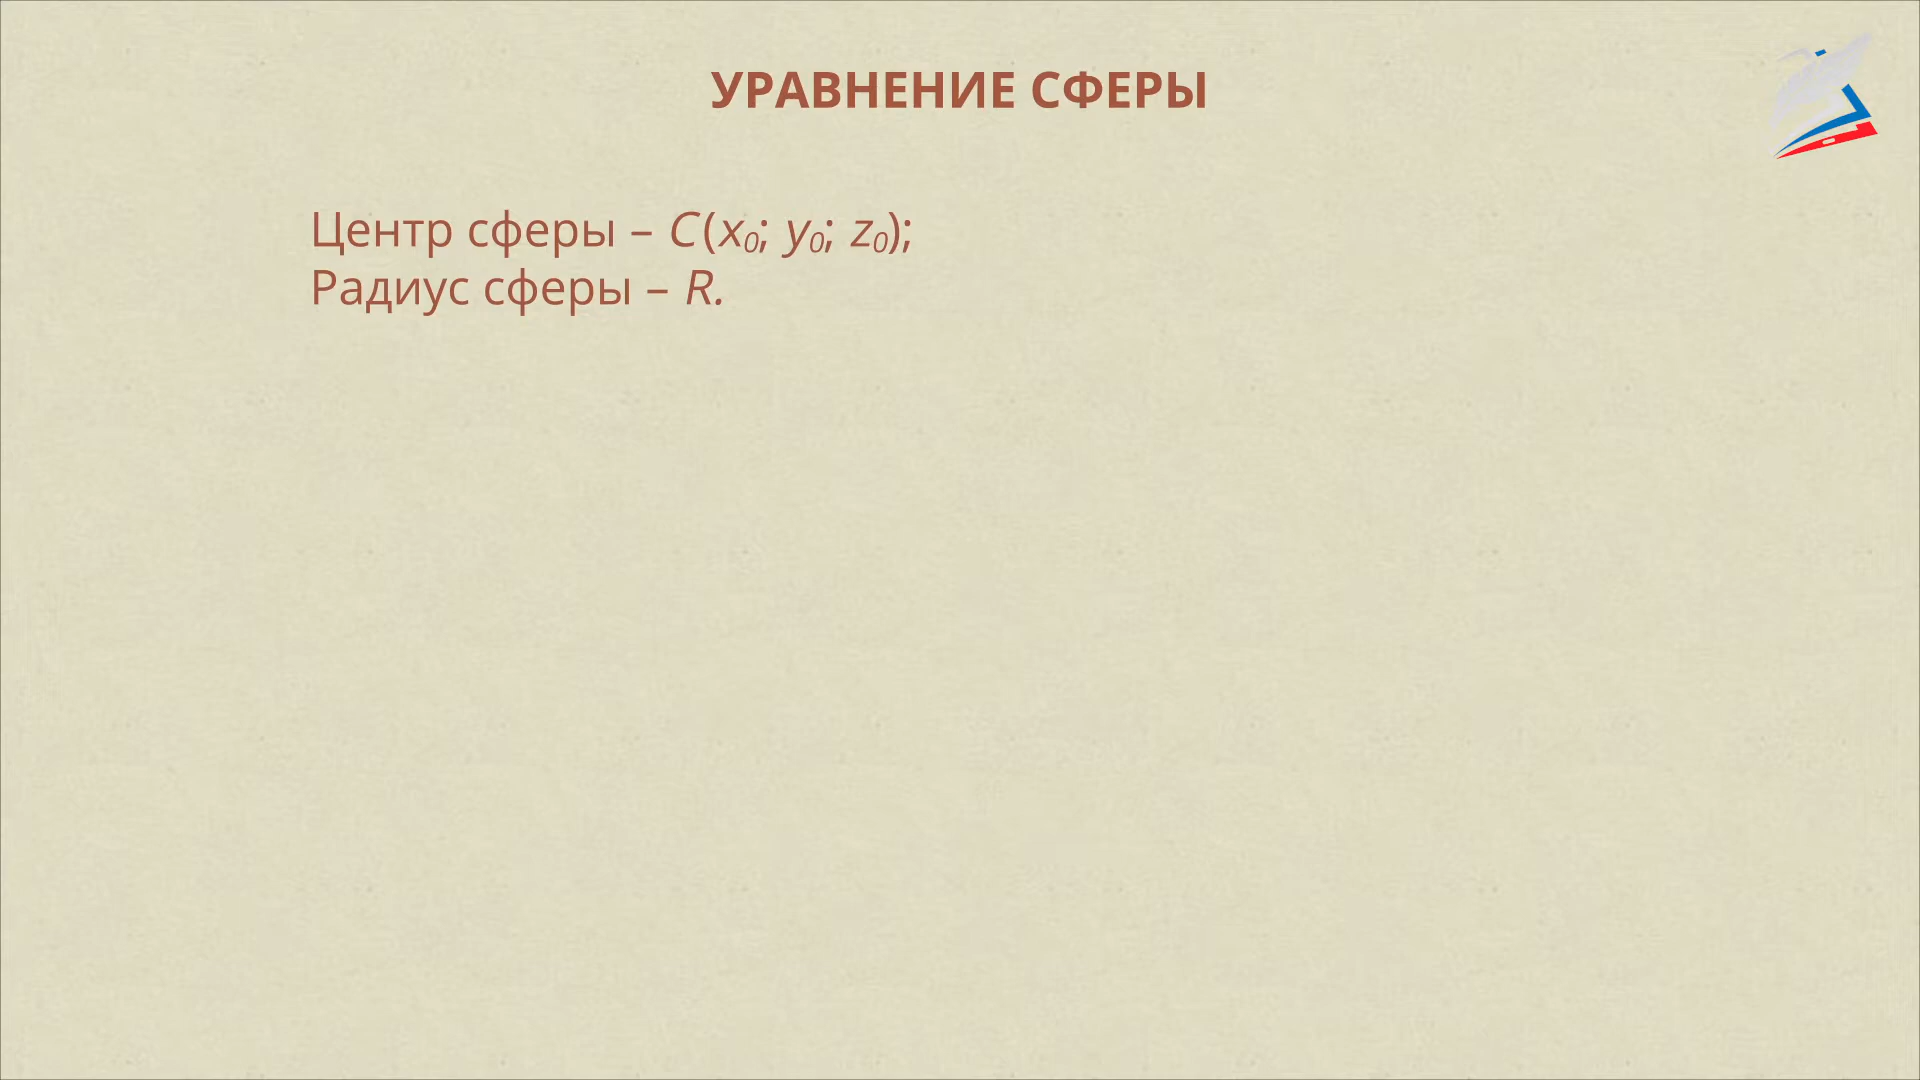 УРАВНЕНИЕ СФЕРЫ
Центр сферы – C(x₀; y₀; z₀);
Радиус сферы – R.